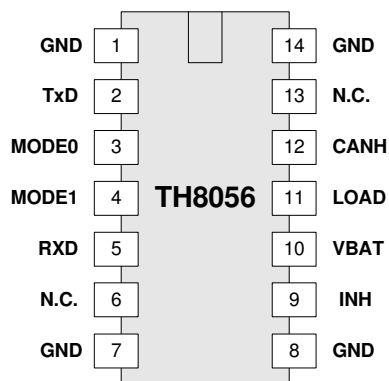 GND 1 14 GND
TxD 2 13 N.C.
MODE0 3 12 CANH
MODE1 4 TH8056 11 LOAD
RXD 5 10 VBAT
N.C. 6 9 INH
GND 7 8 GND